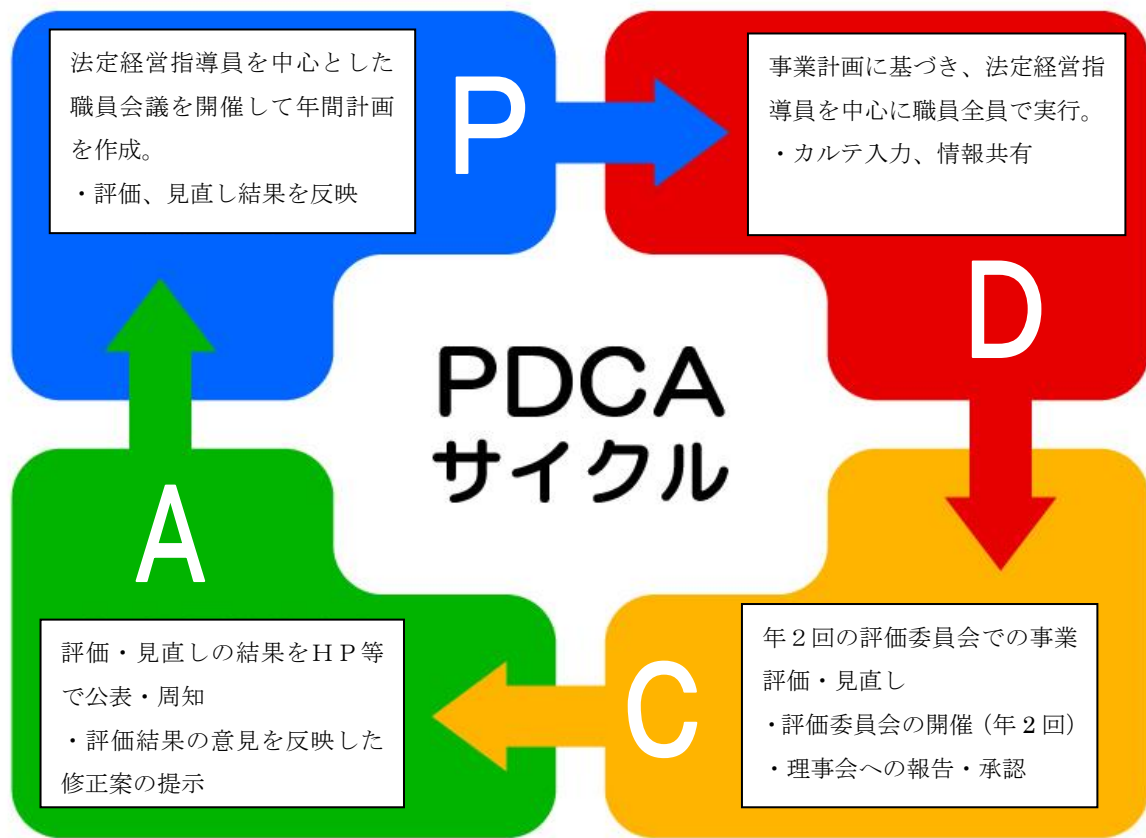 法定経営指導員を中心とした
職員会議を開催して年間計画
を作成。
・評価、見直し結果を反映
P
事業計画に基づき、法定経営指
導員を中心に職員全員で実行。
・カルテ入力、情報共有
D
PDCA
サイクル
A
評価・見直しの結果をHP等
で公表・周知
・評価結果の意見を反映した
修正案の提示
C
年2回の評価委員会での事業
評価・見直し
・評価委員会の開催(年2回)
・理事会への報告・承認